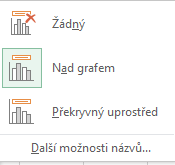 Žádný
Nad grafem
Překryvný uprostřed
Další možnosti názvů...